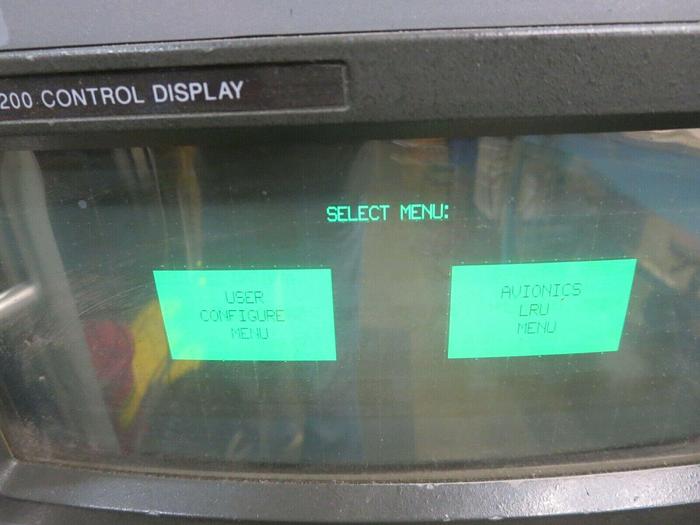 200 CONTROL DISPLAY
SELECT MENU:
USER
CONFIGURE
MENU
AVIONICS
LRU
MENU